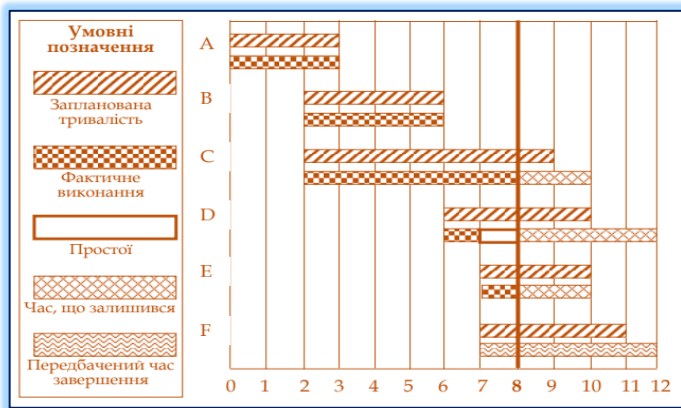 Умовні
позначення
Запланована
тривалість
Фактичне
виконання
Простої
Час, що залишився
Передбачений час
завершення
A
B
C
D
E
F
0 1 2 3 4 5 6 7 8 9 10 11 12